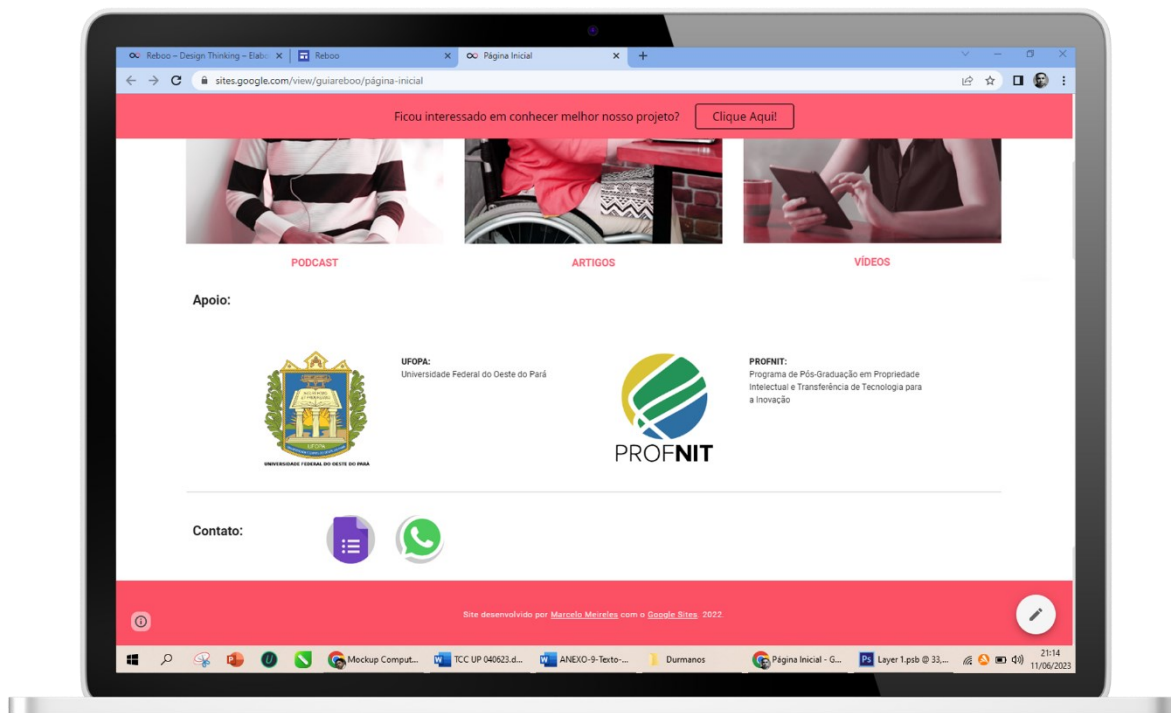 Reboo – Design Thinking – Elabo
Reboo
Página Inicial
sites.google.com/view/guiareboo/página-inicial
Ficou interessado em conhecer melhor nosso projeto?
Clique Aqui!
PODCAST
ARTIGOS
VÍDEOS
Apoio:
UFOPA:
Universidade Federal do Oeste do Pará
UFOPA
UNIVERSIDADE FEDERAL DO OESTE DO PARÁ
PROFNIT
PROFNIT:
Programa de Pós-Graduação em Propriedade
Intelectual e Transferência de Tecnologia para
a Inovação
Contato:
Site desenvolvido por Marcelo Meireles com o Google Sites. 2022.
Mockup Comput...
TCC UP 040623.d...
ANEXO-9-Texto-...
Durmanos
Página Inicial - G...
Ps
Layer 1.psb @ 33,...
21:14
11/06/2023